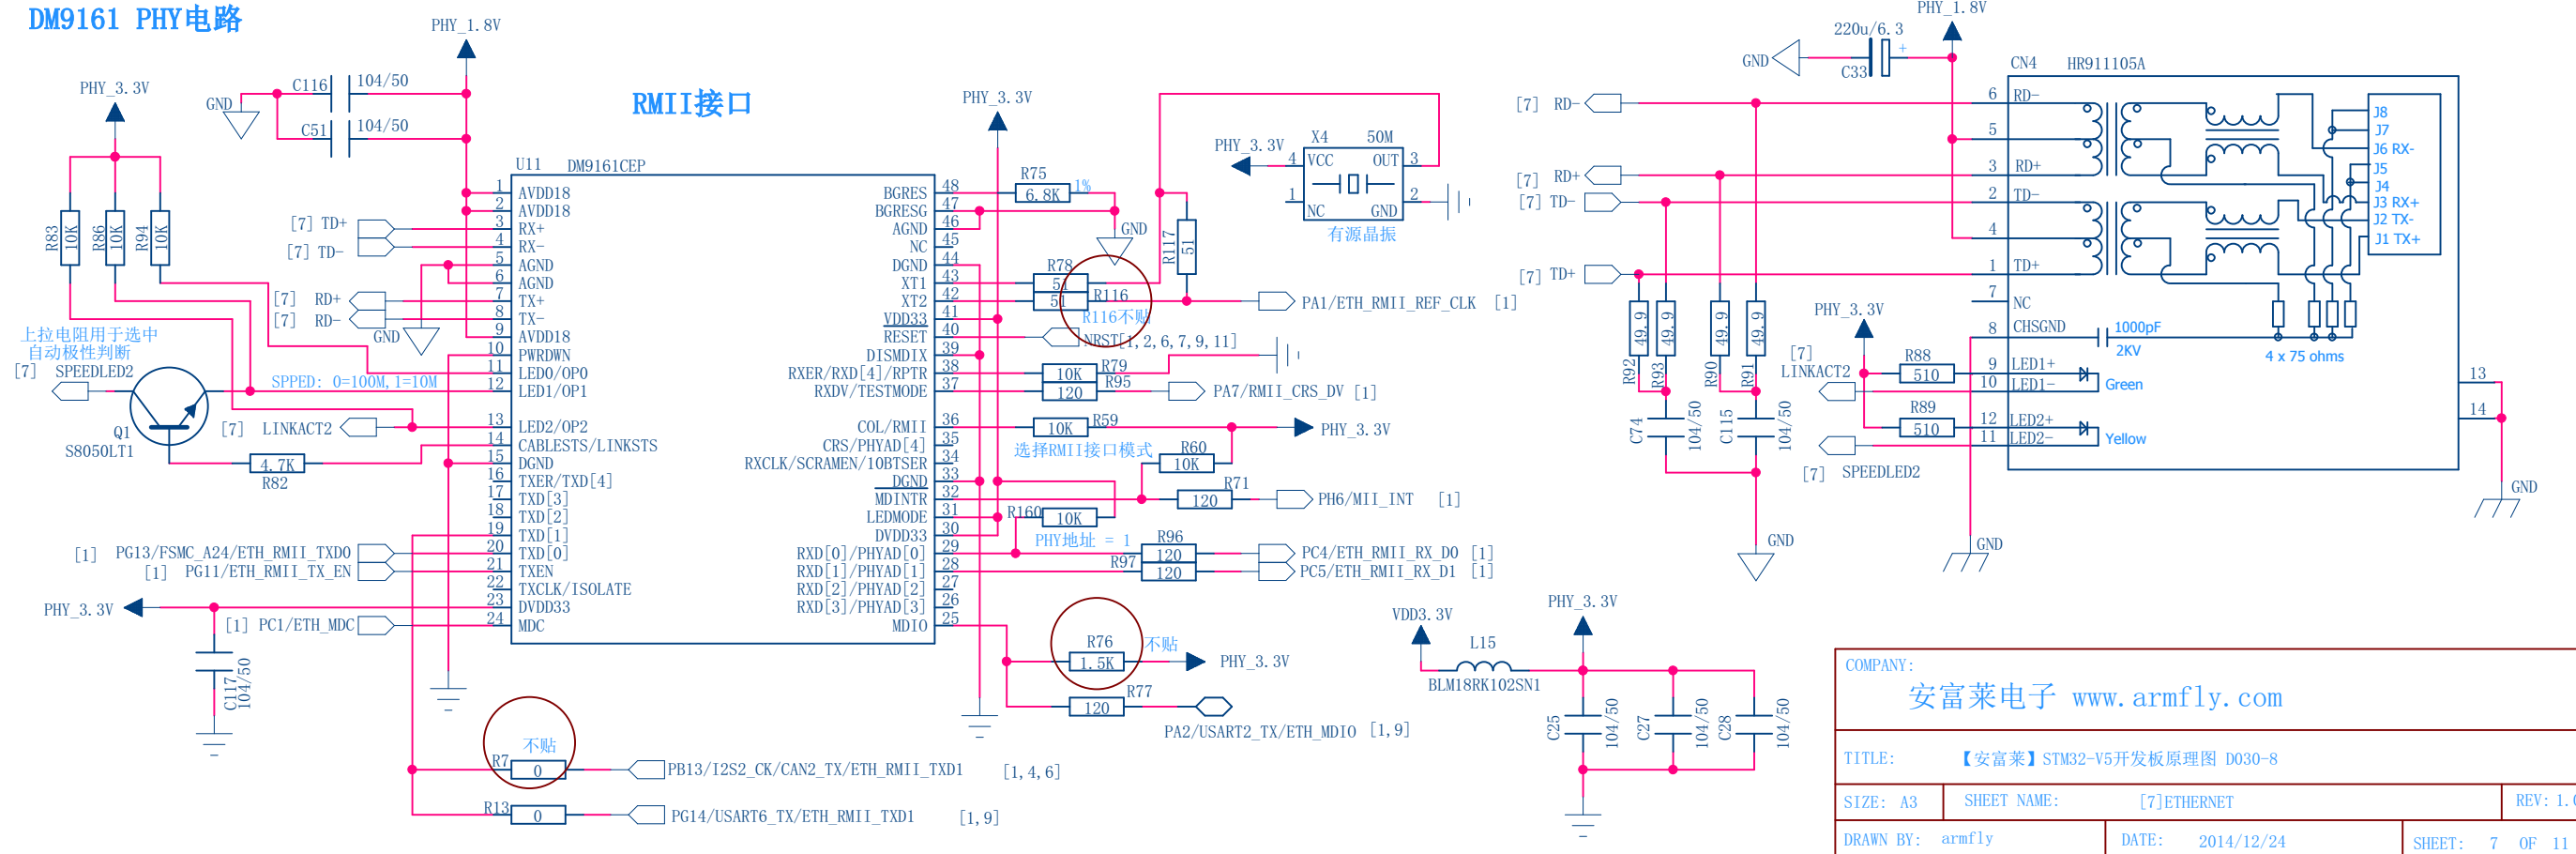 DM9161 PHY电路
PHY_1.8V
C116 104/50
GND
C51 104/50
PHY_3.3V
R83 10K
R86 10K
R94 10K
RMII接口
U11 DM9161CEP
1 AVDD18
2 AVDD18
[7] TD+ 3 RX+
[7] TD- 4 RX-
5 AGND
6 AGND
[7] RD+ 7 TX+
[7] RD- 8 TX-
GND 9 AVDD18
10 PWRDWN
11 LED0/OP0
12 LED1/OP1
13 LED2/OP2
14 CABLESTS/LINKSTS
15 DGND
16 TXER/TXD[4]
17 TXD[3]
18 TXD[2]
19 TXD[1]
20 TXD[0]
21 TXEN
22 TXCLK/ISOLATE
23 DVDD33
24 MDC
上拉电阻用于选中
自动极性判断
[7] SPEEDLED2
SPPED: 0=100M,1=10M
Q1
S8050LT1
[7] LINKACT2
4.7K
R82
[1] PG13/FSMC_A24/ETH_RMII_TXD0
[1] PG11/ETH_RMII_TX_EN
PHY_3.3V
[1] PC1/ETH_MDC
C117 104/50
不贴
R7 0 PB13/I2S2_CK/CAN2_TX/ETH_RMII_TXD1 [1,4,6]
R13 0 PG14/USART6_TX/ETH_RMII_TXD1 [1,9]
BGRES 48
BGRESG 47
AGND 46
NC 45
DGND 44
XT1 43
XT2 42
VDD33 41
RESET 40
DISMDIX 39
RXER/RXD[4]/RPTR 38
RXDV/TESTMODE 37
COL/RMII 36
CRS/PHYAD[4] 35
RXCLK/SCRAMEN/10BTSER 34
DGND 33
MDINTR 32
LEDMODE 31
DVDD33 30
RXD[0]/PHYAD[0] 29
RXD[1]/PHYAD[1] 28
RXD[2]/PHYAD[2] 27
RXD[3]/PHYAD[3] 26
MDIO 25
PHY_3.3V
R75 6.8K 1%
GND
R78 51
51 R116
R116不贴
R117 51
PA1/ETH_RMII_REF_CLK [1]
NRST[1,2,6,7,9,11]
10K R79
120 R95 PA7/RMII_CRS_DV [1]
10K R59 PHY_3.3V
选择RMII接口模式
R60 10K
R71 120 PH6/MII_INT [1]
R160 10K
PHY地址 = 1
R96 120 PC4/ETH_RMII_RX_D0 [1]
R97 120 PC5/ETH_RMII_RX_D1 [1]
R76 1.5K 不贴 PHY_3.3V
R77 120
PA2/USART2_TX/ETH_MDIO [1,9]
X4 50M
PHY_3.3V 4 VCC OUT 3
1 NC GND 2
有源晶振
PHY_1.8V
220u/6.3
GND C33 +
CN4 HR911105A
[7] RD- 6 RD-
5
[7] RD+ 3 RD+
[7] TD- 2 TD-
4
[7] TD+ 1 TD+
7 NC
8 CHSGND 1000pF
2KV
9 LED1+
10 LED1- Green
12 LED2+
11 LED2- Yellow
J8
J7
J6 RX-
J5
J4
J3 RX+
J2 TX-
J1 TX+
4 x 75 ohms
13
14
GND
R92 49.9
R93 49.9
R90 49.9
R91 49.9
C74 104/50
C115 104/50
GND
PHY_3.3V
[7] LINKACT2
R88 510
R89 510
[7] SPEEDLED2
GND
VDD3.3V
L15
BLM18RK102SN1
PHY_3.3V
C25 104/50
C27 104/50
C28 104/50
COMPANY:
安富莱电子 www.armfly.com
TITLE: 【安富莱】STM32-V5开发板原理图 D030-8
SIZE: A3 SHEET NAME: [7]ETHERNET REV: 1.
DRAWN BY: armfly DATE: 2014/12/24 SHEET: 7 OF 11